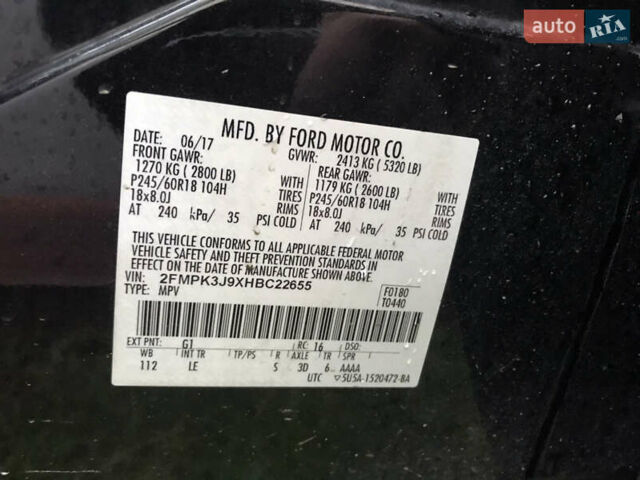 auto RIA.com
MFD. BY FORD MOTOR CO.
DATE: 06/17 GVWR: 2413 KG ( 5320 LB)
FRONT GAWR: REAR GAWR:
1270 KG ( 2800 LB) WITH 1179 KG ( 2600 LB) WITH
P245/60R18 104H TIRES P245/60R18 104H TIRES
18x8.0J RIMS 18x8.0J RIMS
AT 240 kPa/ 35 PSI COLD AT 240 kPa/ 35 PSI COLD
THIS VEHICLE CONFORMS TO ALL APPLICABLE FEDERAL MOTOR
VEHICLE SAFETY AND THEFT PREVENTION STANDARDS IN
EFFECT ON THE DATE OF MANUFACTURE SHOWN ABOVE.
VIN: 2FMPK3J9XHBC22655
TYPE: MPV
F0180
T0440
EXT PNT: G1 RC: 16 DSO:
WB INT TR TP/PS R AXLE TR SPR
112 LE S 3D 6 AAAA
UTC ▽5U5A-1520472-BA